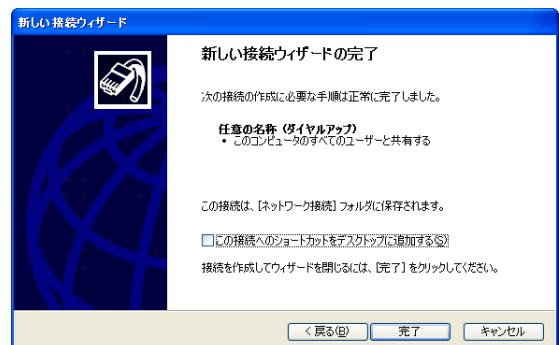 新しい接続ウィザード
新しい接続ウィザードの完了
次の接続の作成に必要な手順は正常に完了しました。
任意の名称 (ダイヤルアップ)
• このコンピュータのすべてのユーザーと共有する
この接続は、[ネットワーク接続] フォルダに保存されます。
この接続へのショートカットをデスクトップに追加する(S)
接続を作成してウィザードを閉じるには、[完了] をクリックしてください。
< 戻る(B)
完了
キャンセル